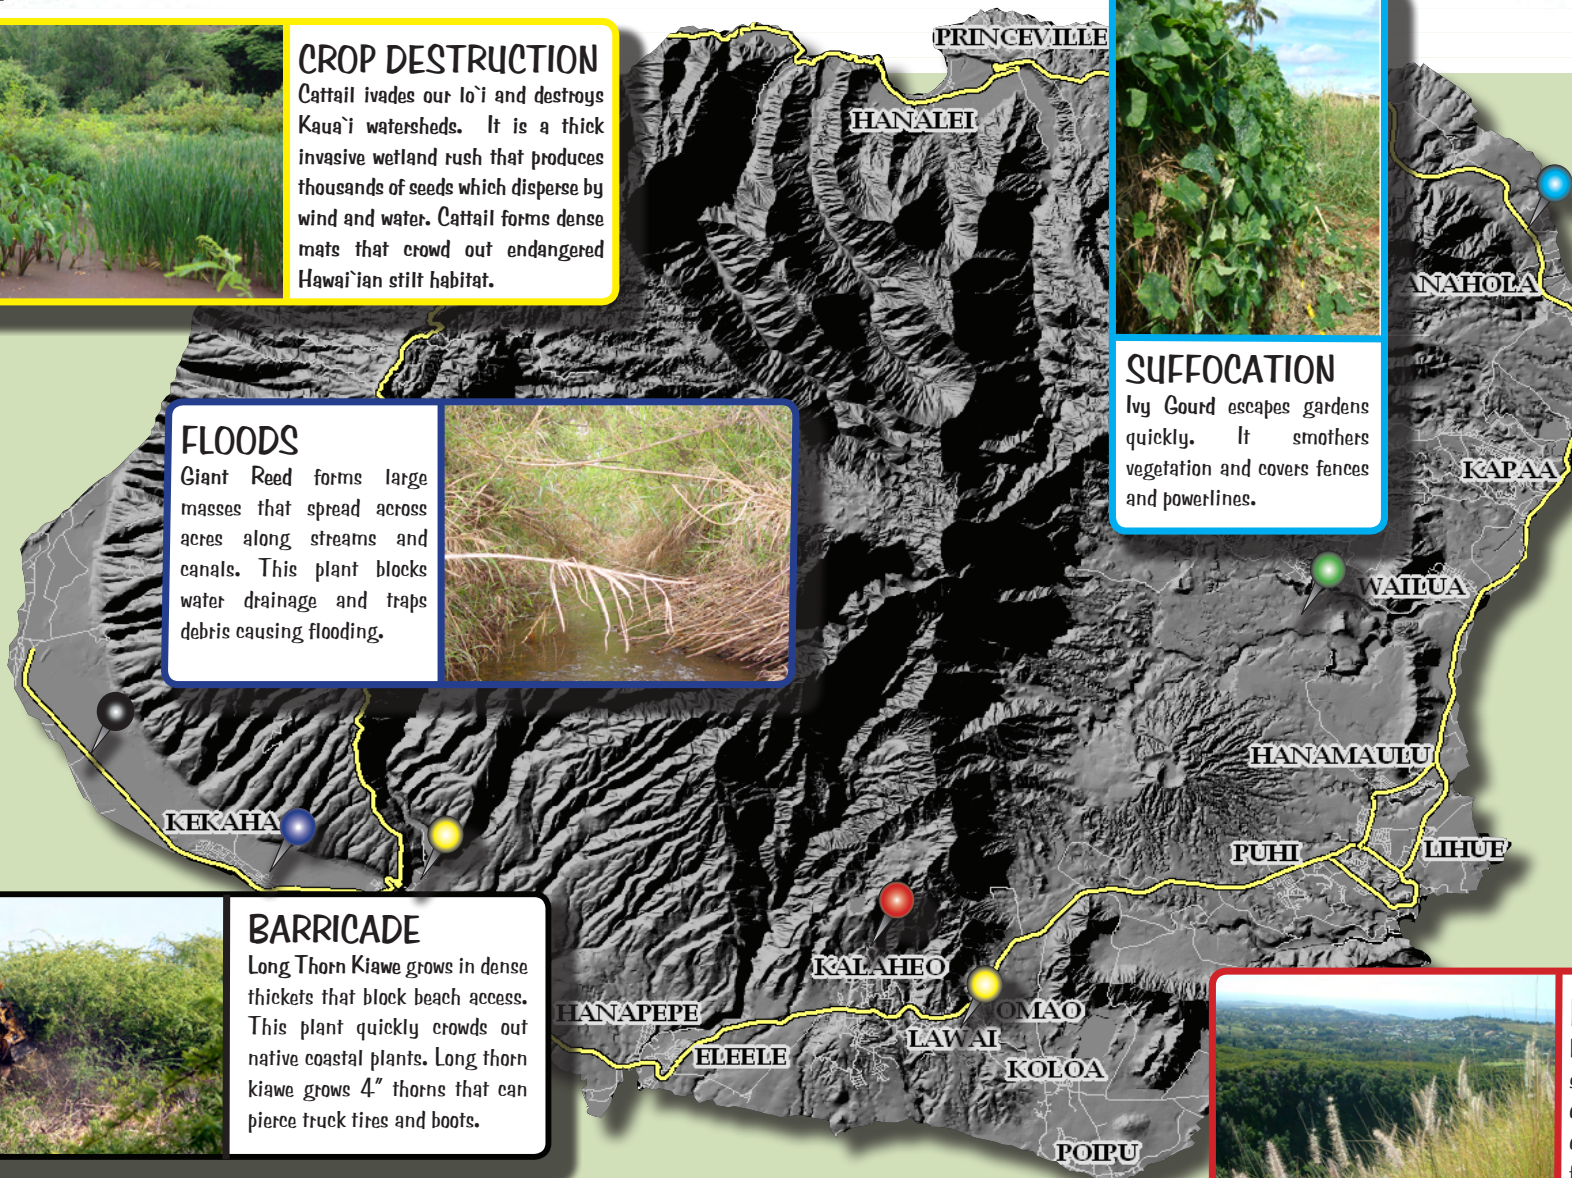 CROP DESTRUCTION
Cattail ivades our lo`i and destroys
Kaua`i watersheds. It is a thick
invasive wetland rush that produces
thousands of seeds which disperse by
wind and water. Cattail forms dense
mats that crowd out endangered
Hawai`ian stilt habitat.
PRINCEVILLE
HANALEI
ANAHOLA
SUFFOCATION
Ivy Gourd escapes gardens
quickly. It smothers
vegetation and covers fences
and powerlines.
KAPAA
FLOODS
Giant Reed forms large
masses that spread across
acres along streams and
canals. This plant blocks
water drainage and traps
debris causing flooding.
WAILUA
HANAMAULU
KEKAHA
PUHI
LIHUE
BARRICADE
Long Thorn Kiawe grows in dense
thickets that block beach access.
This plant quickly crowds out
native coastal plants. Long thorn
kiawe grows 4" thorns that can
pierce truck tires and boots.
KALAHEO
HANAPEPE
OMAO
LAWAI
ELEELE
KOLOA
POIPU